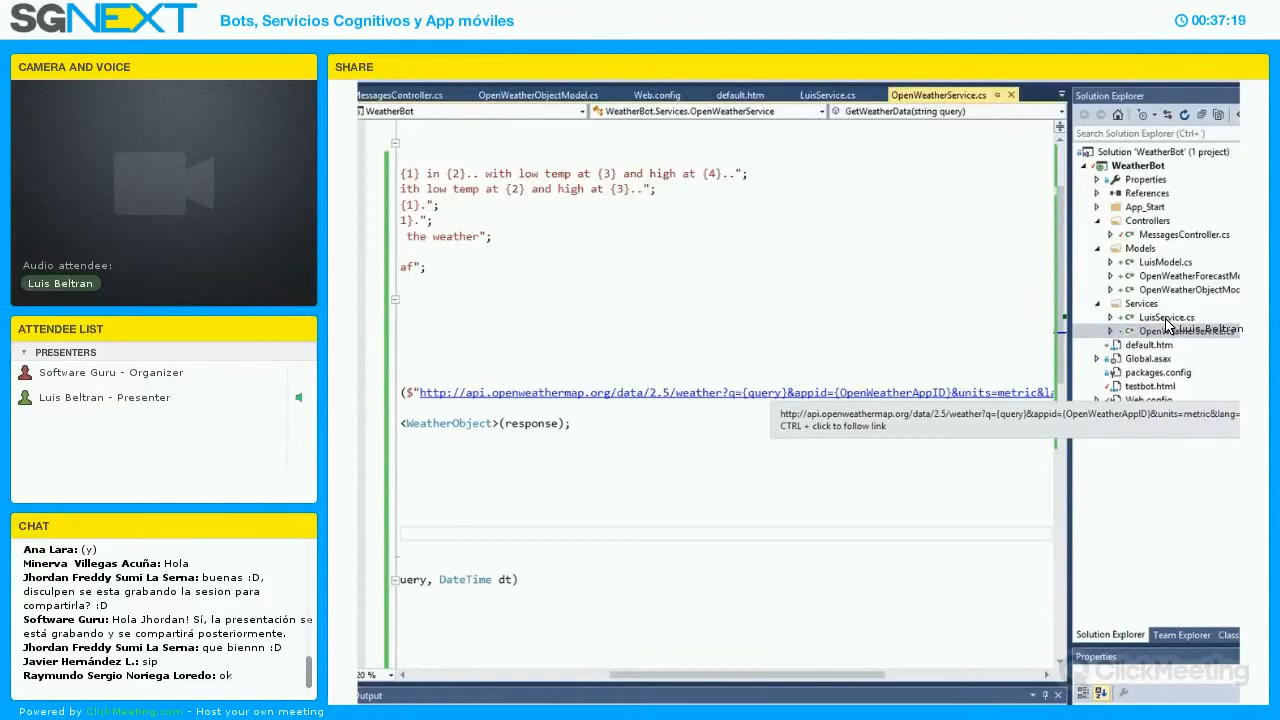 SGNEXT
Bots, Servicios Cognitivos y App móviles
00:37:19
CAMERA AND VOICE
Audio attendee:
Luis Beltran
ATTENDEE LIST
PRESENTERS
Software Guru - Organizer
Luis Beltran - Presenter
CHAT
Ana Lara: (y)
Minerva Villegas Acuña: Hola
Jhordan Freddy Sumi La Serna: buenas :D,
disculpen se esta grabando la sesion para
compartirla? :D
Software Guru: Hola Jhordan! Sí, la presentación se
está grabando y se compartirá posteriormente.
Jhordan Freddy Sumi La Serna: que biennn :D
Javier Hernández L.: sip
Raymundo Sergio Noriega Loredo: ok
Powered by ClickMeeting.com - Host your own meeting
SHARE
MessagesController.cs
OpenWeatherObjectModel.cs
Web.config
default.htm
LuisService.cs
OpenWeatherService.cs
WeatherBot
WeatherBot.Services.OpenWeatherService
GetWeatherData(string query)
{1} in {2}.. with low temp at {3} and high at {4}..";
ith low temp at {2} and high at {3}..";
{1}.";
1}.";
the weather";
af";
($"http://api.openweathermap.org/data/2.5/weather?q={query}&appid={OpenWeatherAppID}&units=metric&la
http://api.openweathermap.org/data/2.5/weather?q={query}&appid={OpenWeatherAppID}&units=metric&lang=
CTRL + click to follow link
<WeatherObject>(response);
uery, DateTime dt)
20 %
Output
Solution Explorer
Search Solution Explorer (Ctrl+ )
Solution 'WeatherBot' (1 project)
WeatherBot
Properties
References
App_Start
Controllers
MessagesController.cs
Models
LuisModel.cs
OpenWeatherForecastMo
OpenWeatherObjectMod
Services
LuisService.cs
OpenWeatherService.cs
Luis Beltran
default.htm
Global.asax
packages.config
testbot.html
Web.config
Solution Explorer
Team Explorer
Class
Properties
ClickMeeting